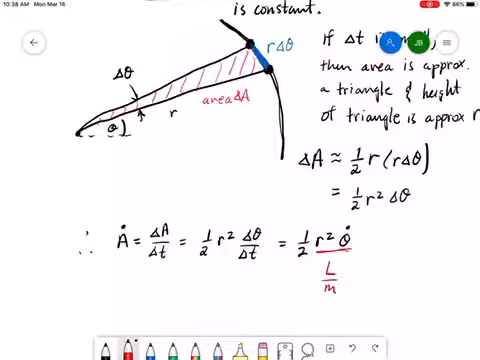 10:38 AM Mon Mar 16
86%
is constant.
JB
Δθ
rΔθ
r
θ
area ΔA
if Δt is
then area is approx.
a triangle & height
of triangle is approx r
ΔA ≈ 1/2 r (rΔθ)
= 1/2 r² Δθ
∴ Ȧ = ΔA/Δt = 1/2 r² Δθ/Δt = 1/2 r² θ̇
L/m